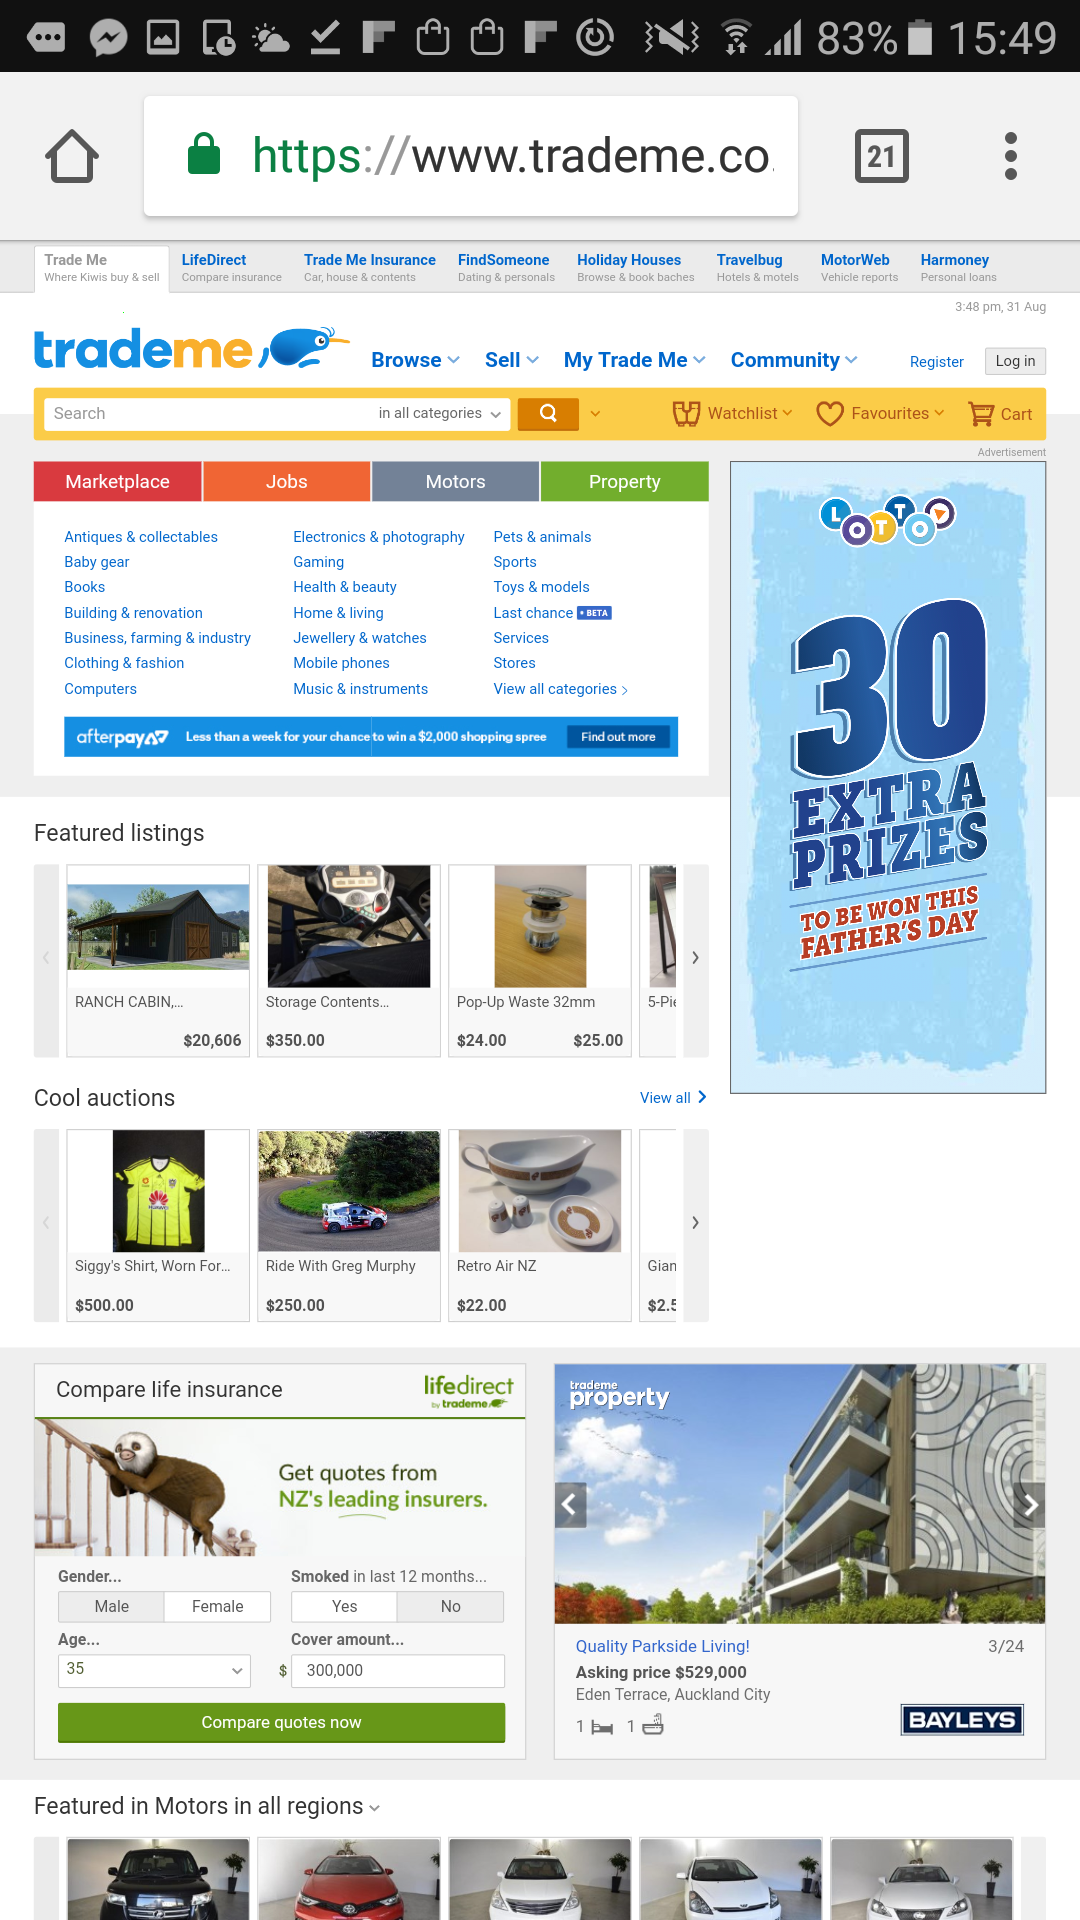 83% 15:49
https://www.trademe.co.
21
Trade Me LifeDirect Trade Me Insurance FindSomeone Holiday Houses Travelbug MotorWeb Harmoney
Where Kiwis buy & sell Compare insurance Car, house & contents Dating & personals Browse & book baches Hotels & motels Vehicle reports Personal loans
3:48 pm, 31 Aug
trademe Browse Sell My Trade Me Community Register Log in
Search in all categories Watchlist Favourites Cart
Advertisement
Marketplace Jobs Motors Property
Antiques & collectables Electronics & photography Pets & animals
Baby gear Gaming Sports
Books Health & beauty Toys & models
Building & renovation Home & living Last chance • BETA
Business, farming & industry Jewellery & watches Services
Clothing & fashion Mobile phones Stores
Computers Music & instruments View all categories
afterpay Less than a week for your chance to win a $2,000 shopping spree Find out more
LOTTO
30
EXTRA
PRIZES
TO BE WON THIS
FATHER'S DAY
Featured listings
RANCH CABIN,... Storage Contents... Pop-Up Waste 32mm 5-Pie
$20,606 $350.00 $24.00 $25.00
Cool auctions View all
HUAWEI
Siggy's Shirt, Worn For... Ride With Greg Murphy Retro Air NZ Gian
$500.00 $250.00 $22.00 $2.5
Compare life insurance lifedirect
by trademe
Get quotes from
NZ's leading insurers.
Gender... Smoked in last 12 months...
Male Female Yes No
Age... Cover amount...
35 $ 300,000
Compare quotes now
trademe
property
Quality Parkside Living! 3/24
Asking price $529,000
Eden Terrace, Auckland City
1 1 BAYLEYS
Featured in Motors in all regions